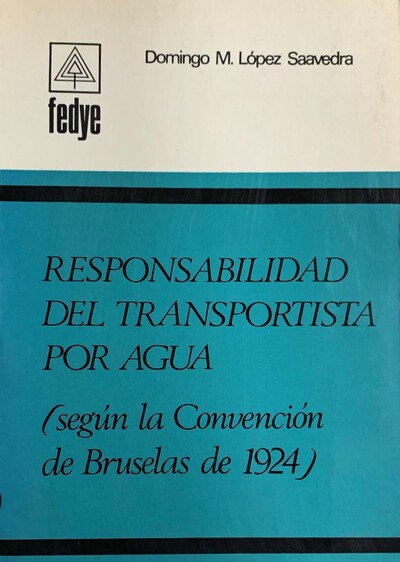 Domingo M. López Saavedra
fedye
RESPONSABILIDAD
DEL TRANSPORTISTA
POR AGUA
(según la Convención
de Bruselas de 1924)